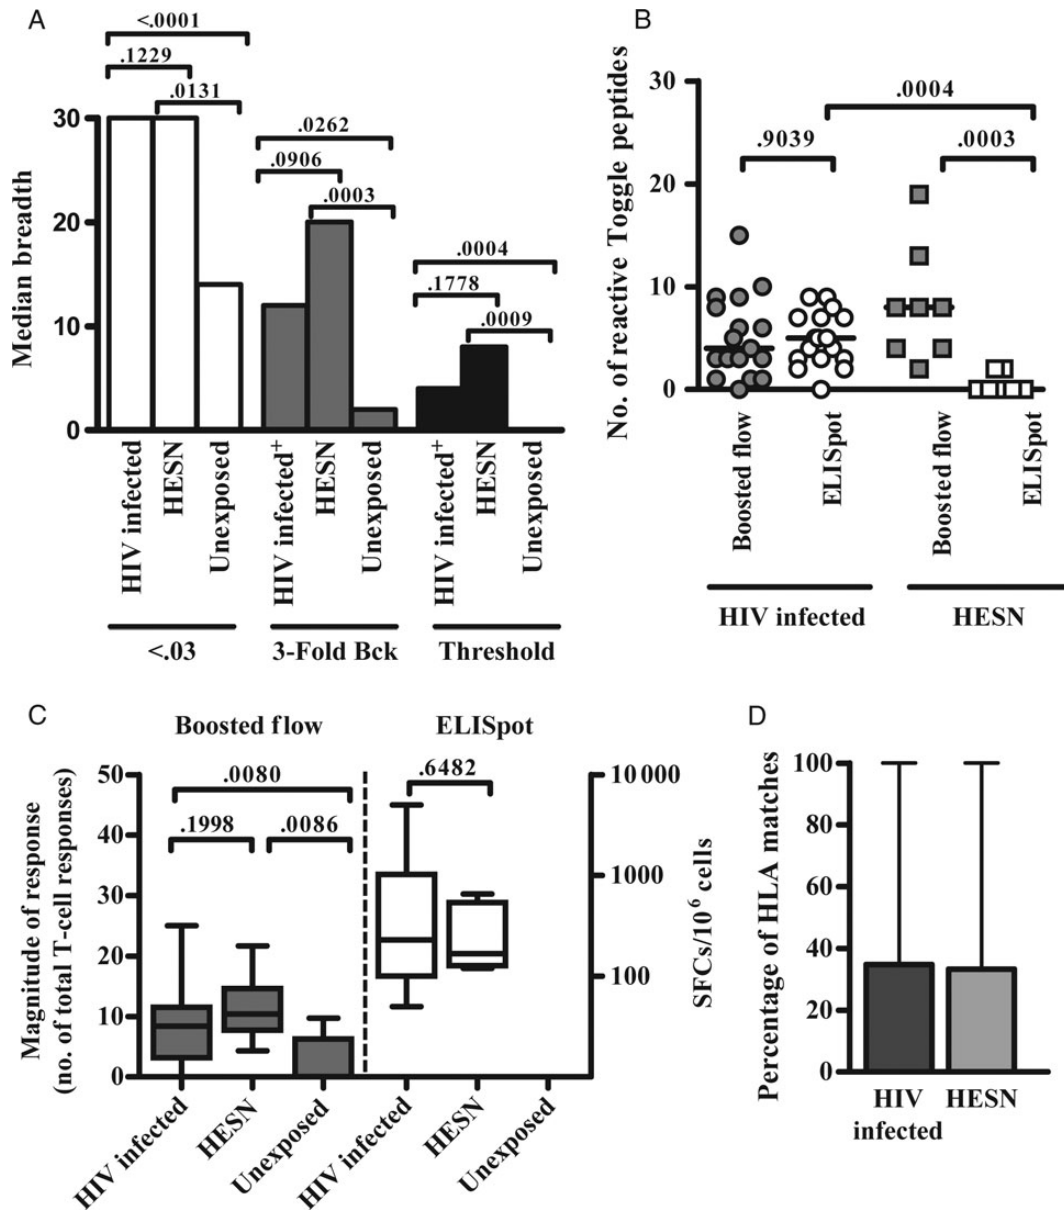 A
<.0001
.1229
.0131
.0262
.0906
.0003
.0004
.1778
.0009
Median breadth
30
20
10
0
HIV infected
HESN
Unexposed
HIV infected+
HESN
Unexposed
HIV infected+
HESN
Unexposed
<.03
3-Fold Bck
Threshold
B
No. of reactive Toggle peptides
30
20
10
0
.0004
.9039
.0003
Boosted flow
ELISpot
Boosted flow
ELISpot
HIV infected
HESN
C
Boosted flow
ELISpot
Magnitude of response
(no. of total T-cell responses)
50
40
30
20
10
0
.0080
.1998
.0086
.6482
10 000
1000
100
SFCs/10⁶ cells
HIV infected
HESN
Unexposed
HIV infected
HESN
Unexposed
D
Percentage of HLA matches
100
80
60
40
20
0
HIV
infected
HESN